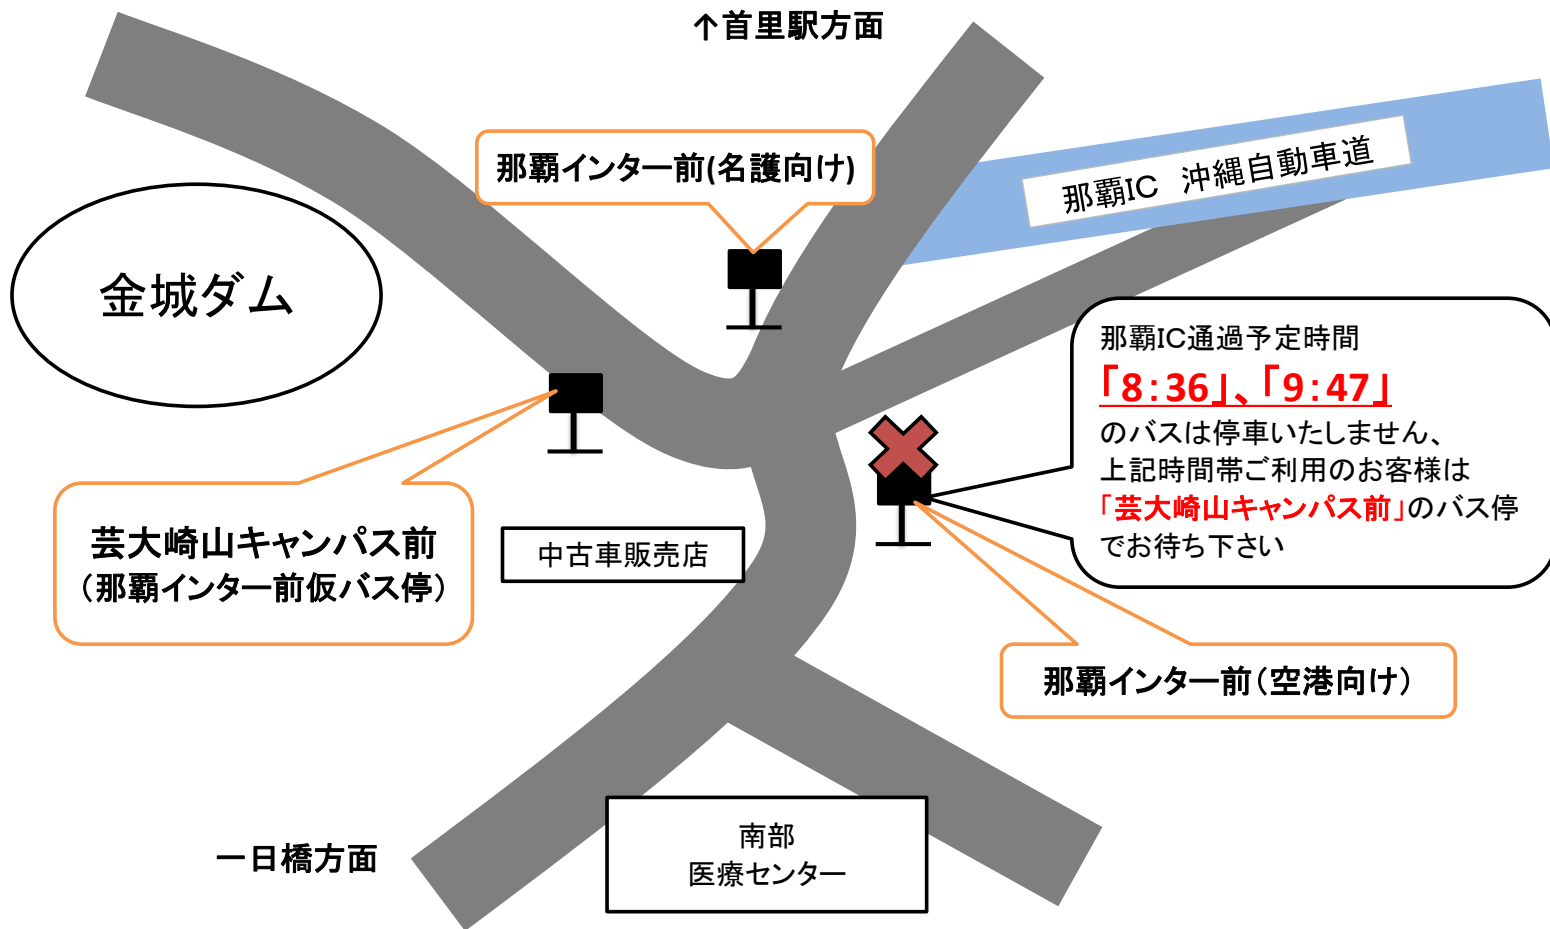 ↑首里駅方面
那覇インター前(名護向け)
那覇IC　沖縄自動車道
金城ダム
那覇IC通過予定時間
「8：36」、「9：47」
のバスは停車いたしません、
上記時間帯ご利用のお客様は
「芸大崎山キャンパス前」のバス停
でお待ち下さい
芸大崎山キャンパス前
（那覇インター前仮バス停）
中古車販売店
那覇インター前（空港向け）
一日橋方面
南部
医療センター